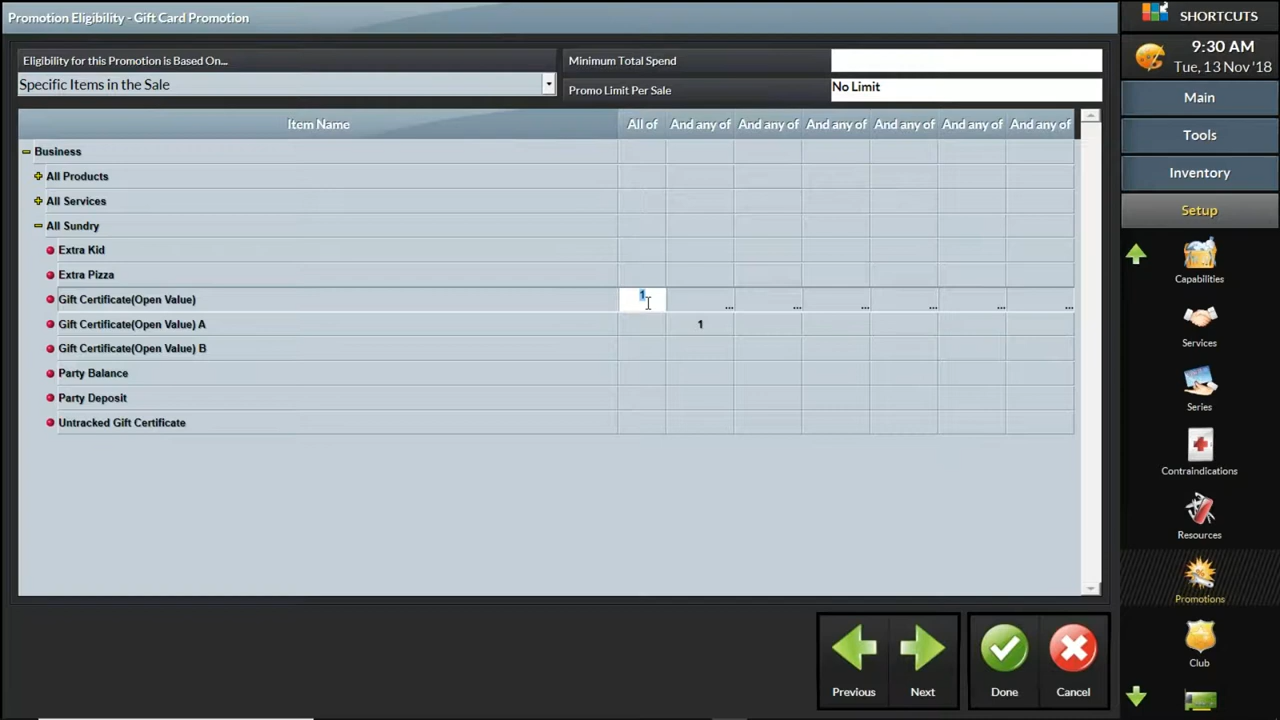 Promotion Eligibility - Gift Card Promotion
SHORTCUTS
9:30 AM
Tue, 13 Nov '18
Eligibility for this Promotion is Based On...
Specific Items in the Sale
Minimum Total Spend
Promo Limit Per Sale
No Limit
Item Name
All of
And any of
And any of
And any of
And any of
And any of
And any of
Business
All Products
All Services
All Sundry
Extra Kid
Extra Pizza
Gift Certificate(Open Value)
1
...
...
...
...
...
...
Gift Certificate(Open Value) A
1
Gift Certificate(Open Value) B
Party Balance
Party Deposit
Untracked Gift Certificate
Previous
Next
Done
Cancel
Main
Tools
Inventory
Setup
Capabilities
Services
Series
Contraindications
Resources
Promotions
Club